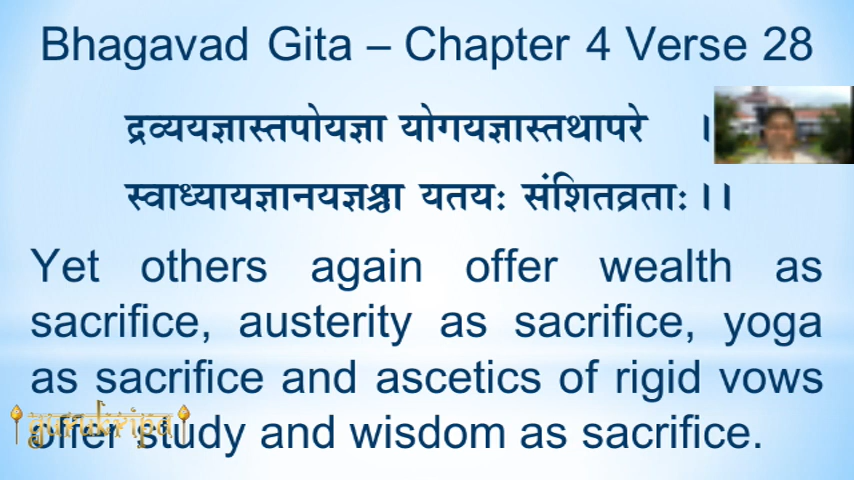 Bhagavad Gita – Chapter 4 Verse 28
द्रव्ययज्ञास्तपोयज्ञा योगयज्ञास्तथापरे ।
स्वाध्यायज्ञानयज्ञश्चा यतयः संशितव्रताः।।
Yet others again offer wealth as
sacrifice, austerity as sacrifice, yoga
as sacrifice and ascetics of rigid vows
offer study and wisdom as sacrifice.
gurukripa